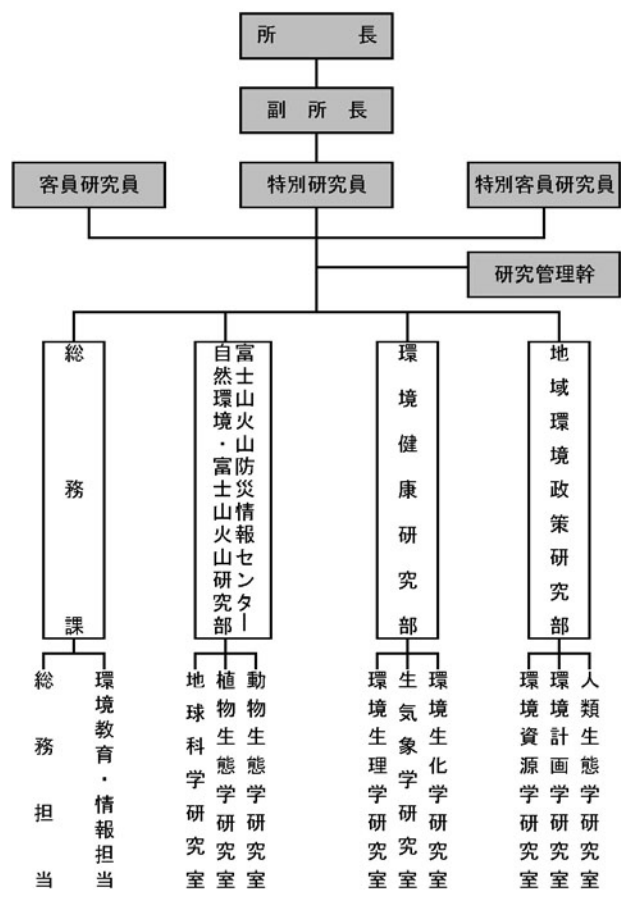 所長
副所長
客員研究員
特別研究員
特別客員研究員
研究管理幹
総務課
富士山火山防災情報センター
自然環境・富士山火山研究部
環境健康研究部
地域環境政策研究部
総務担当
環境教育・情報担当
地球科学研究室
植物生態学研究室
動物生態学研究室
環境生理学研究室
生気象学研究室
環境生化学研究室
環境資源学研究室
環境計画学研究室
人類生態学研究室